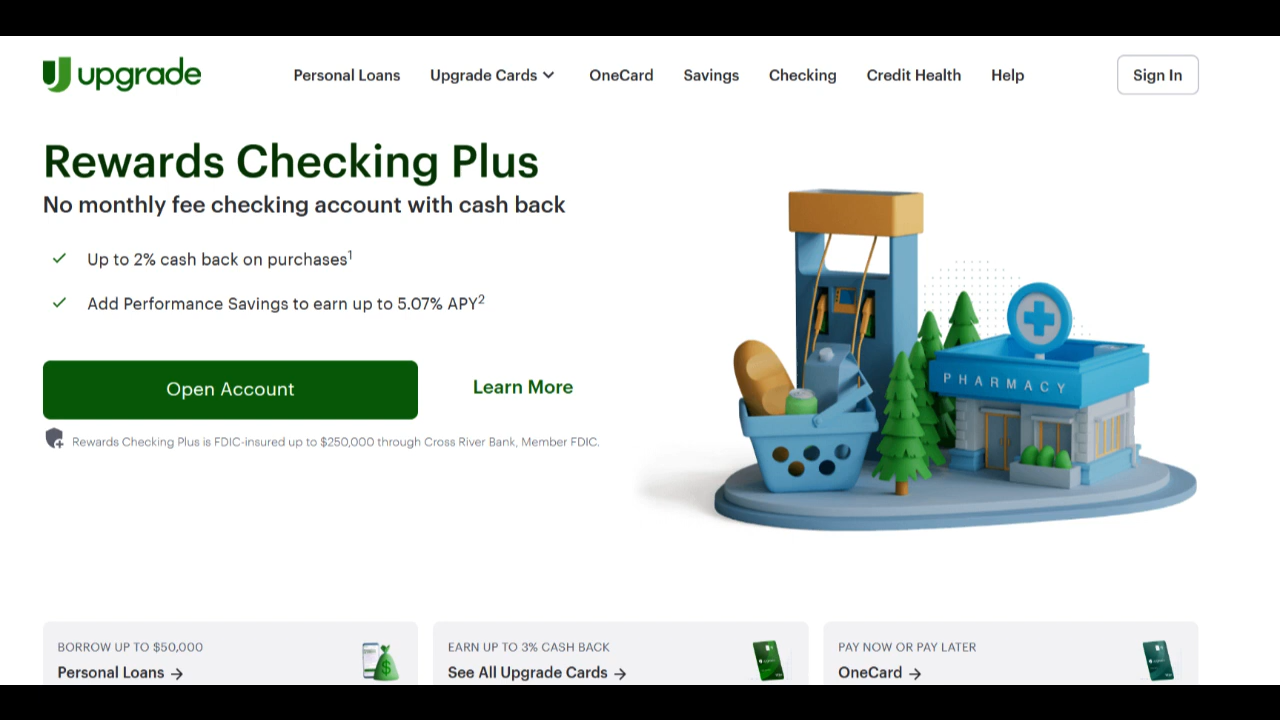 upgrade
Personal Loans
Upgrade Cards
OneCard
Savings
Checking
Credit Health
Help
Sign In
Rewards Checking Plus
No monthly fee checking account with cash back
Up to 2% cash back on purchases1
Add Performance Savings to earn up to 5.07% APY2
Open Account
Learn More
Rewards Checking Plus is FDIC-insured up to $250,000 through Cross River Bank, Member FDIC.
PHARMACY
BORROW UP TO $50,000
Personal Loans →
EARN UP TO 3% CASH BACK
See All Upgrade Cards →
PAY NOW OR PAY LATER
OneCard →